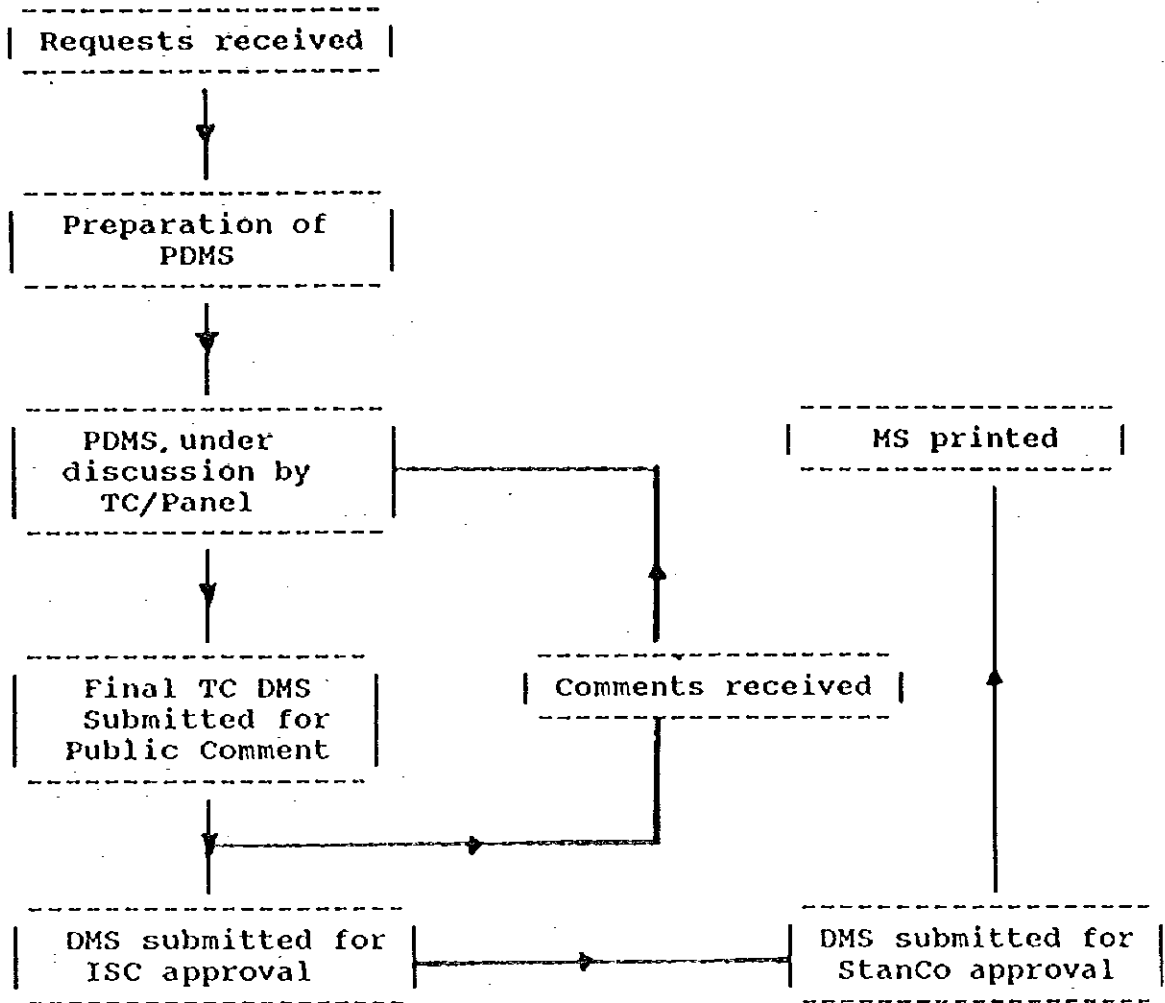 Requests received
Preparation of
PDMS
PDMS, under
discussion by
TC/Panel
MS printed
Final TC DMS
Submitted for
Public Comment
Comments received
DMS submitted for
ISC approval
DMS submitted for
StanCo approval